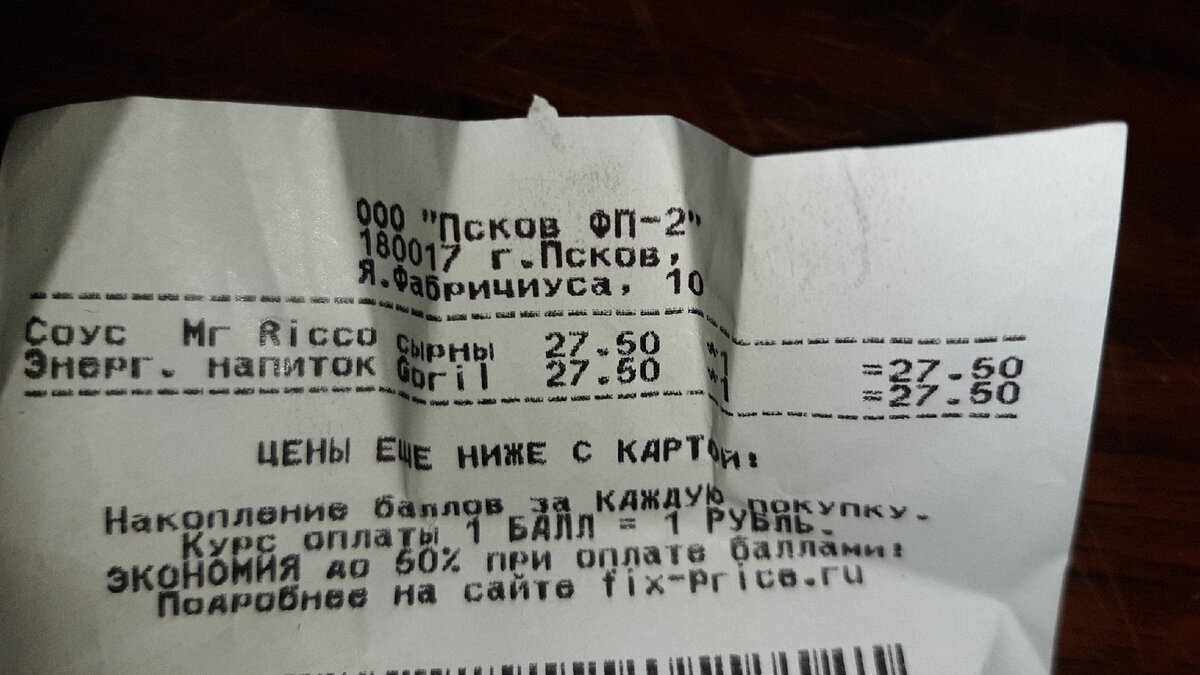 ООО "Псков ФП-2"
180017 г.Псков,
Я.Фабрициуса, 10
Соус Mr Ricco Сырны 27.50 *1 =27.50
Энерг. напиток Goril 27.50 *1 =27.50
ЦЕНЫ ЕЩЕ НИЖЕ С КАРТОЙ:
Накопление баллов за КАЖДУЮ покупку.
Курс оплаты 1 БАЛЛ = 1 РУБЛЬ.
ЭКОНОМИЯ до 50% при оплате баллами!
Подробнее на сайте fix-price.ru